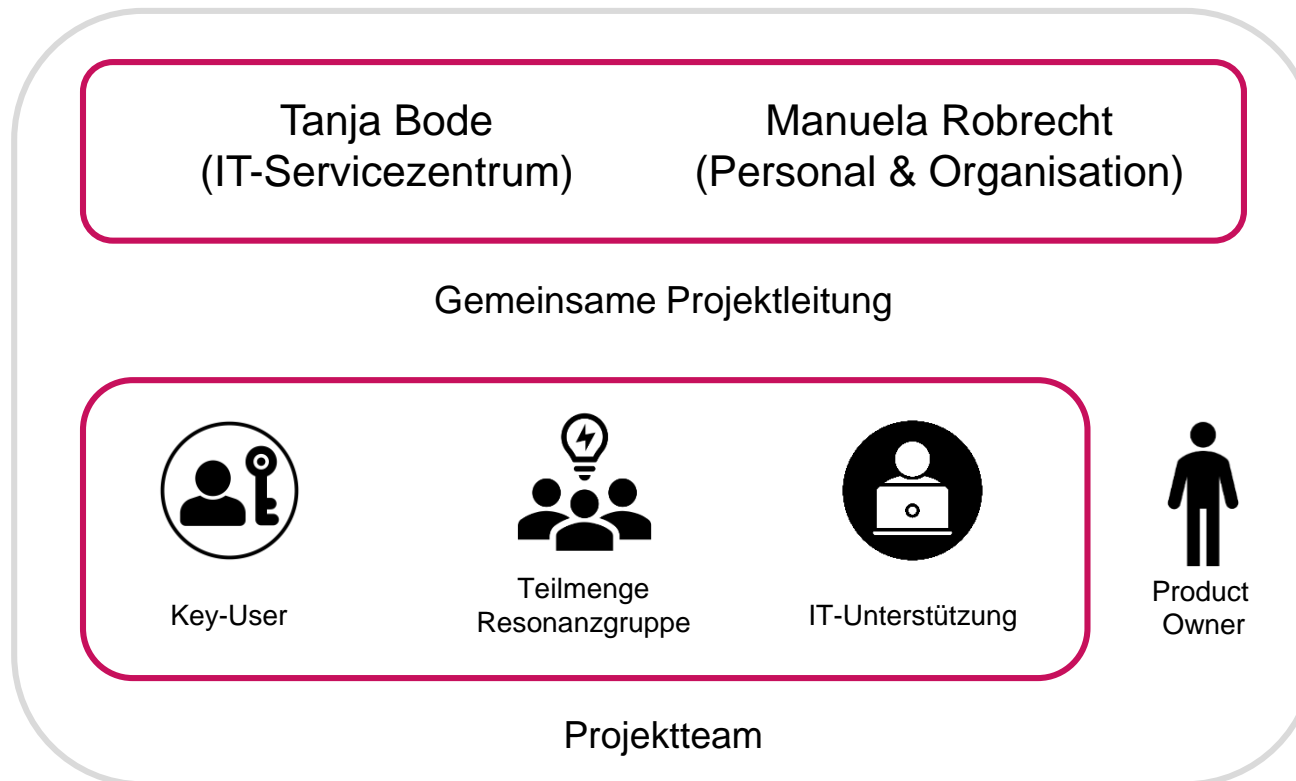 Tanja Bode
(IT-Servicezentrum)
Manuela Robrecht
(Personal & Organisation)
Gemeinsame Projektleitung
Key-User
Teilmenge
Resonanzgruppe
IT-Unterstützung
Product
Owner
Projektteam